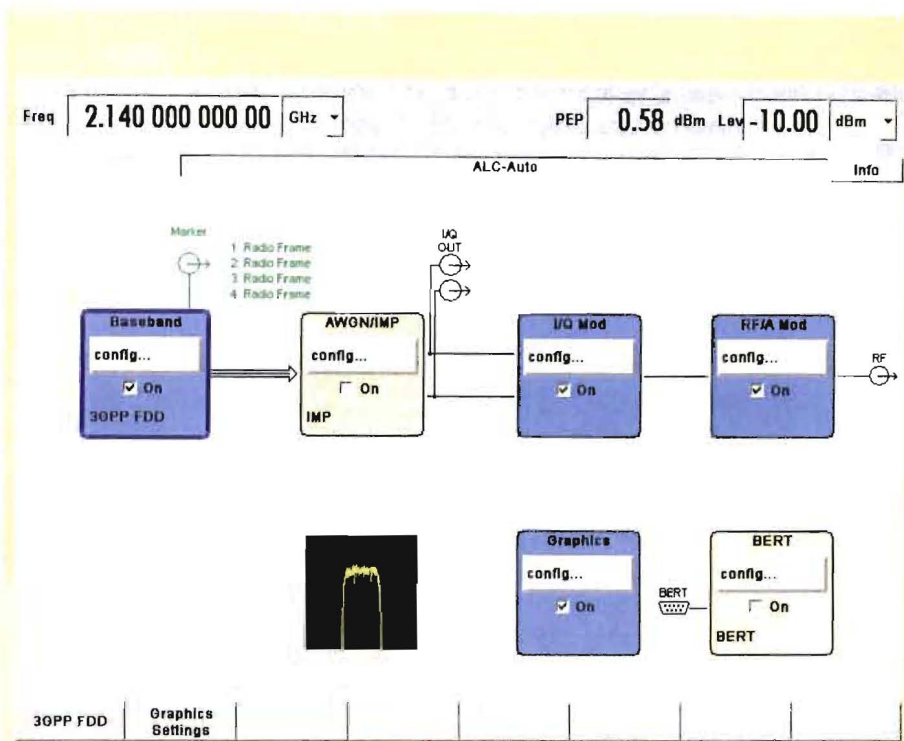 Freq 2.140 000 000 00 GHz PEP 0.58 dBm Lev -10.00 dBm
ALC-Auto Info
Marker
1 Radio Frame
2 Radio Frame
3 Radio Frame
4 Radio Frame
I/Q
OUT
Baseband
config...
On
3GPP FDD
AWGN/IMP
config...
On
IMP
I/Q Mod
config...
On
RF/A Mod
config...
On
RF
Graphics
config...
On
BERT
BERT
config...
On
BERT
3GPP FDD Graphics
Settings